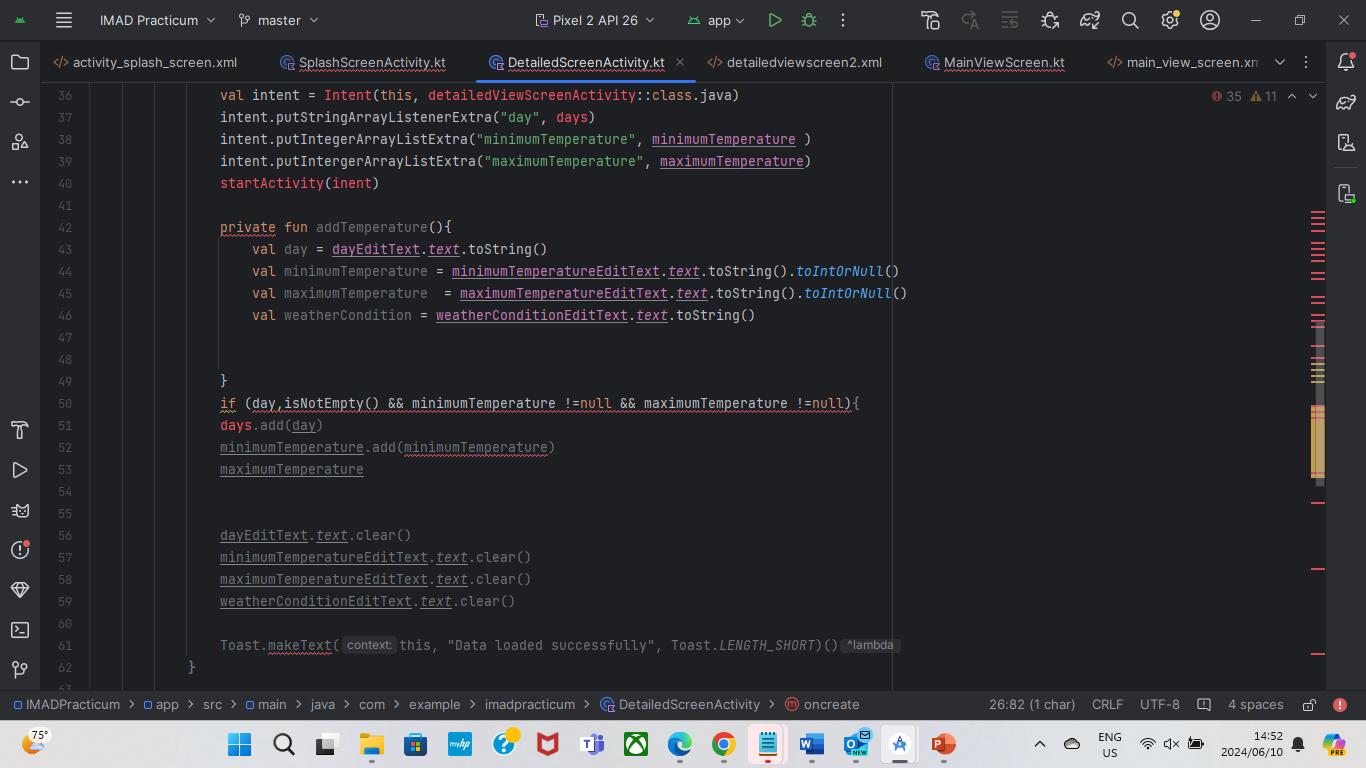 IMAD Practicum master Pixel 2 API 26 app
activity_splash_screen.xml SplashScreenActivity.kt DetailedScreenActivity.kt detailedviewscreen2.xml MainViewScreen.kt main_view_screen.xm
35 11
36 val intent = Intent(this, detailedViewScreenActivity::class.java)
37 intent.putStringArrayListenerExtra("day", days)
38 intent.putIntegerArrayListExtra("minimumTemperature", minimumTemperature )
39 intent.putIntergerArrayListExtra("maximumTemperature", maximumTemperature)
40 startActivity(inent)
41
42 private fun addTemperature(){
43 val day = dayEditText.text.toString()
44 val minimumTemperature = minimumTemperatureEditText.text.toString().toIntOrNull()
45 val maximumTemperature  = maximumTemperatureEditText.text.toString().toIntOrNull()
46 val weatherCondition = weatherConditionEditText.text.toString()
47
48
49 }
50 if (day,isNotEmpty() && minimumTemperature !=null && maximumTemperature !=null){
51 days.add(day)
52 minimumTemperature.add(minimumTemperature)
53 maximumTemperature
54
55
56 dayEditText.text.clear()
57 minimumTemperatureEditText.text.clear()
58 maximumTemperatureEditText.text.clear()
59 weatherConditionEditText.text.clear()
60
61 Toast.makeText( context: this, "Data loaded successfully", Toast.LENGTH_SHORT)() ^lambda
62 }
63
IMADPracticum > app > src > main > java > com > example > imadpracticum > DetailedScreenActivity > oncreate 26:82 (1 char) CRLF UTF-8 4 spaces
75° myhp NEW ENG US 14:52 2024/06/10 PRE